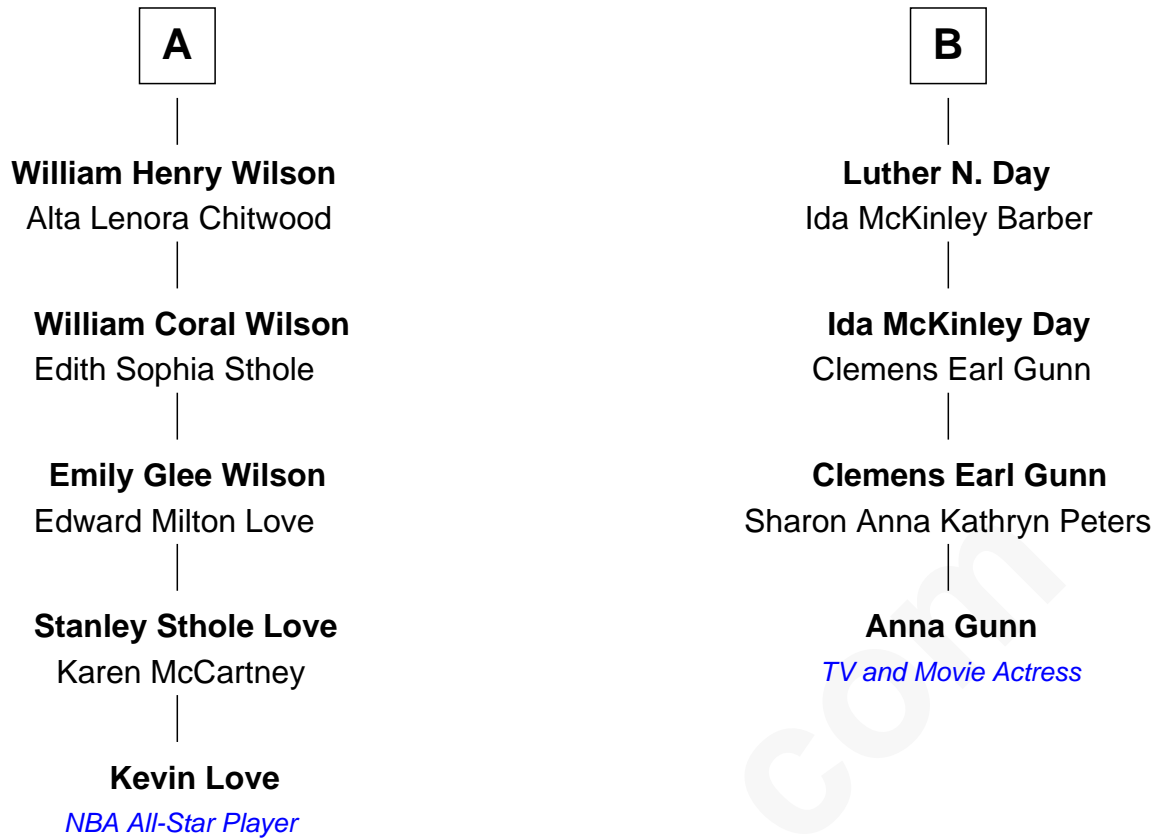 A
William Henry Wilson
Alta Lenora Chitwood
William Coral Wilson
Edith Sophia Sthole
Emily Glee Wilson
Edward Milton Love
Stanley Sthole Love
Karen McCartney
Kevin Love
NBA All-Star Player
B
Luther N. Day
Ida McKinley Barber
Ida McKinley Day
Clemens Earl Gunn
Clemens Earl Gunn
Sharon Anna Kathryn Peters
Anna Gunn
TV and Movie Actress
com